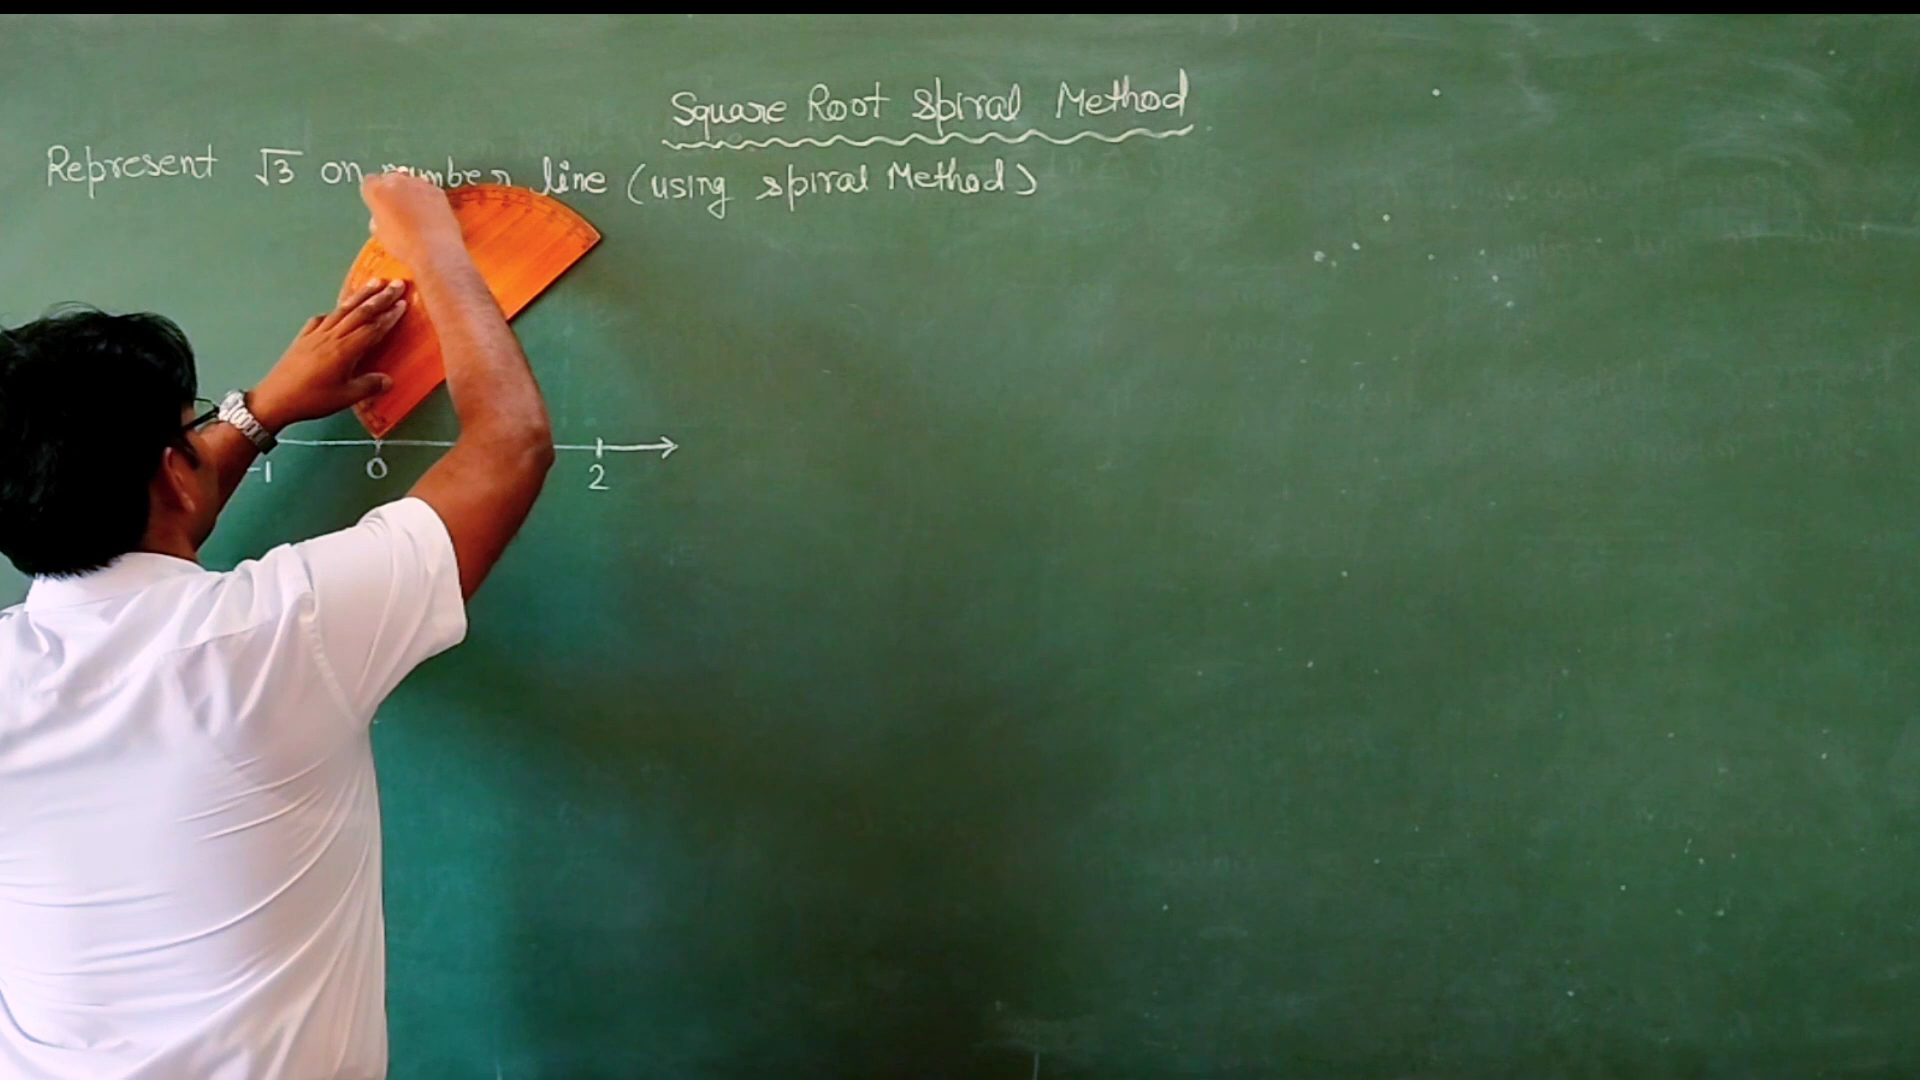 Square Root Spiral Method
Represent √3 on number line (using spiral Method)
-1 0 2